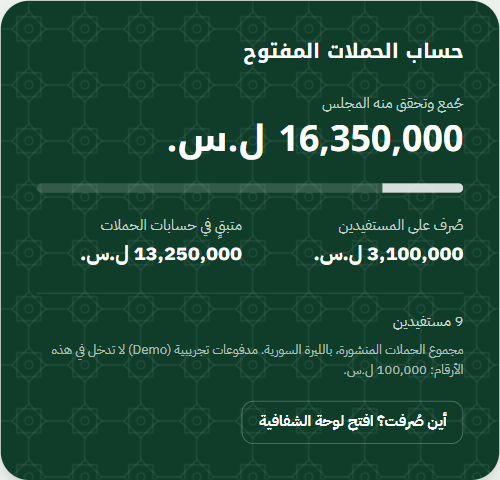 حساب الحملات المفتوح
جُمع وتحقق منه المجلس
16,350,000 ل.س.
صُرف على المستفيدين
3,100,000 ل.س.
متبقٍ في حسابات الحملات
13,250,000 ل.س.
9 مستفيدين
مجموع الحملات المنشورة، بالليرة السورية. مدفوعات تجريبية (Demo) لا تدخل في هذه
الأرقام: 100,000 ل.س.
أين صُرفت؟ افتح لوحة الشفافية